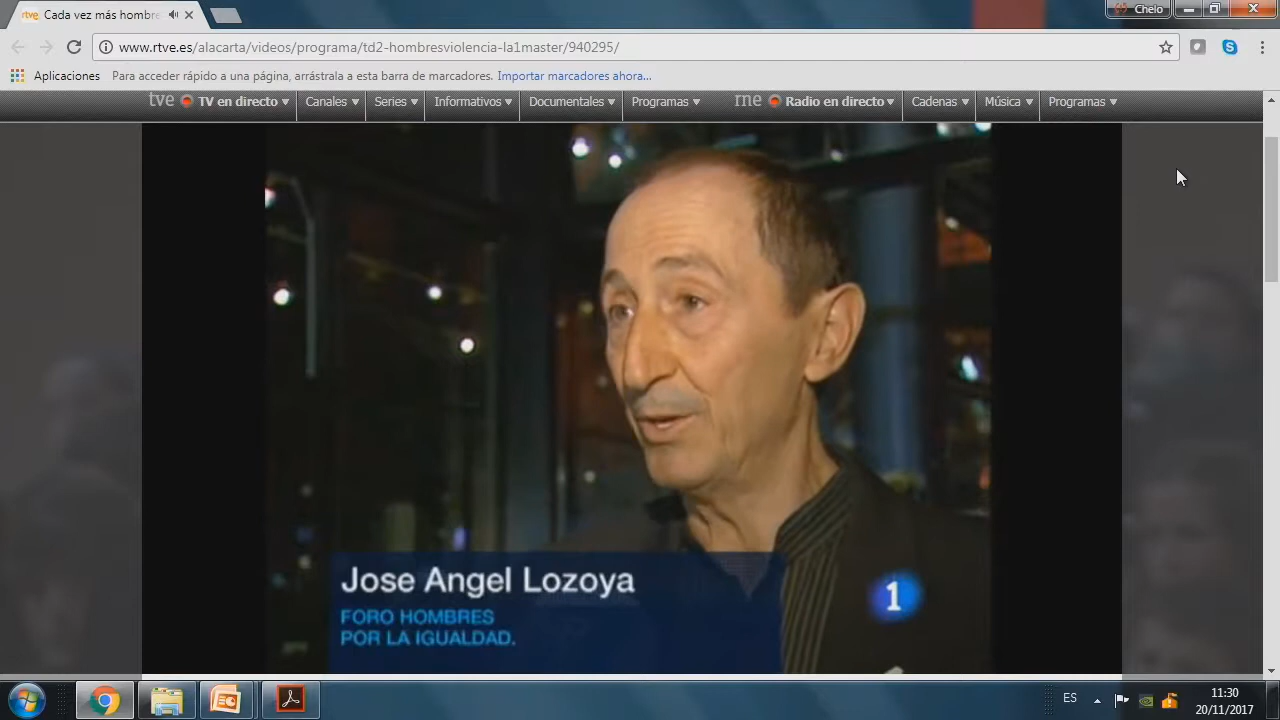 rtve Cada vez más hombre
Chelo
www.rtve.es/alacarta/videos/programa/td2-hombresviolencia-la1master/940295/
Aplicaciones Para acceder rápido a una página, arrástrala a esta barra de marcadores. Importar marcadores ahora...
tve TV en directo Canales Series Informativos Documentales Programas rne Radio en directo Cadenas Música Programas
Jose Angel Lozoya
FORO HOMBRES
POR LA IGUALDAD.
1
ES
11:30
20/11/2017